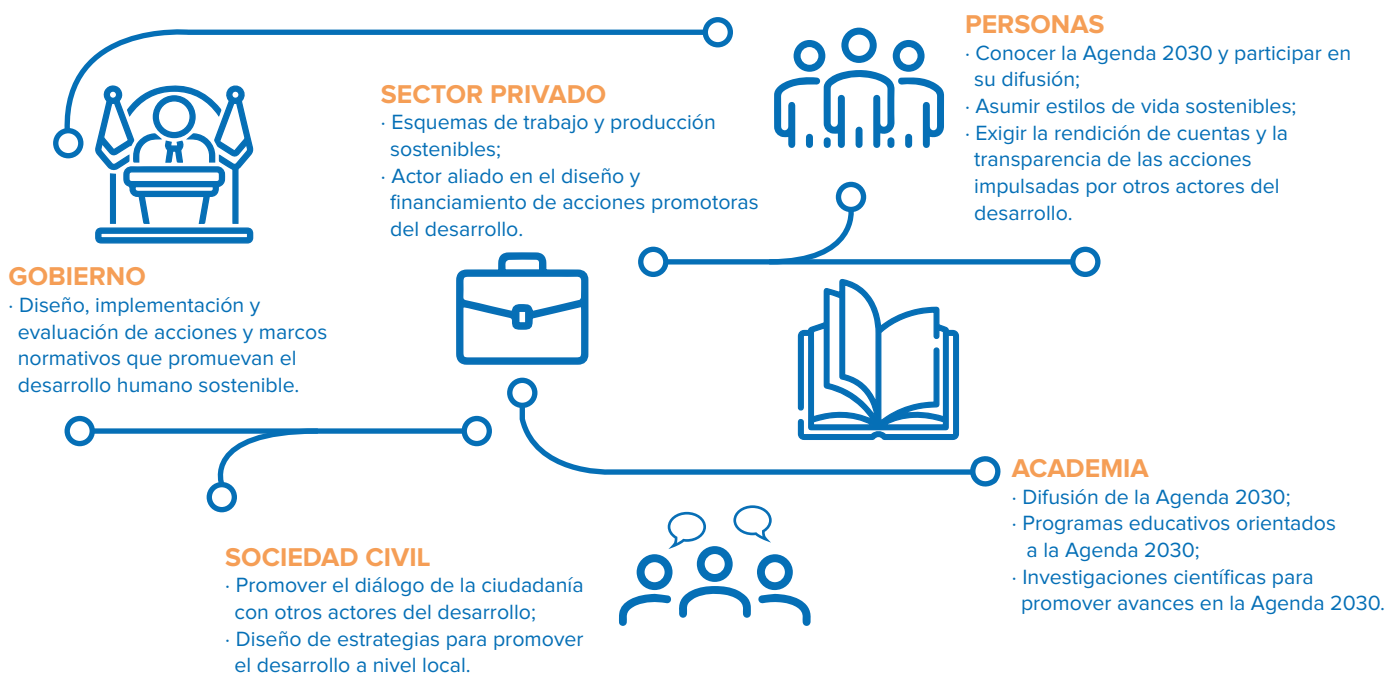 PERSONAS
· Conocer la Agenda 2030 y participar en
su difusión;
· Asumir estilos de vida sostenibles;
· Exigir la rendición de cuentas y la
transparencia de las acciones
impulsadas por otros actores del
desarrollo.
SECTOR PRIVADO
· Esquemas de trabajo y producción
sostenibles;
· Actor aliado en el diseño y
financiamiento de acciones promotoras
del desarrollo.
GOBIERNO
· Diseño, implementación y
evaluación de acciones y marcos
normativos que promuevan el
desarrollo humano sostenible.
ACADEMIA
· Difusión de la Agenda 2030;
· Programas educativos orientados
a la Agenda 2030;
· Investigaciones científicas para
promover avances en la Agenda 2030.
SOCIEDAD CIVIL
· Promover el diálogo de la ciudadanía
con otros actores del desarrollo;
· Diseño de estrategias para promover
el desarrollo a nivel local.